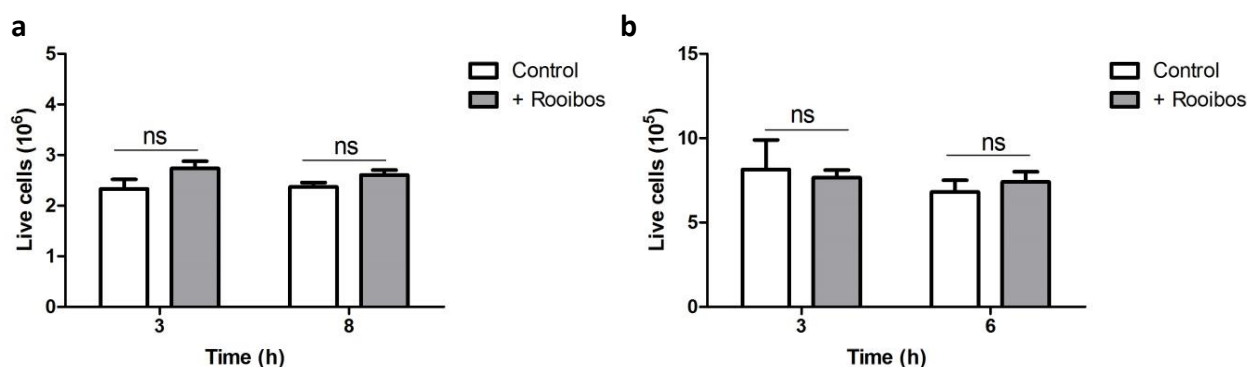 a
5
4
3
2
1
0
Live cells (10⁶)
ns
ns
3
8
Time (h)
Control
+ Rooibos
b
15
10
5
0
Live cells (10⁵)
ns
ns
3
6
Time (h)
Control
+ Rooibos